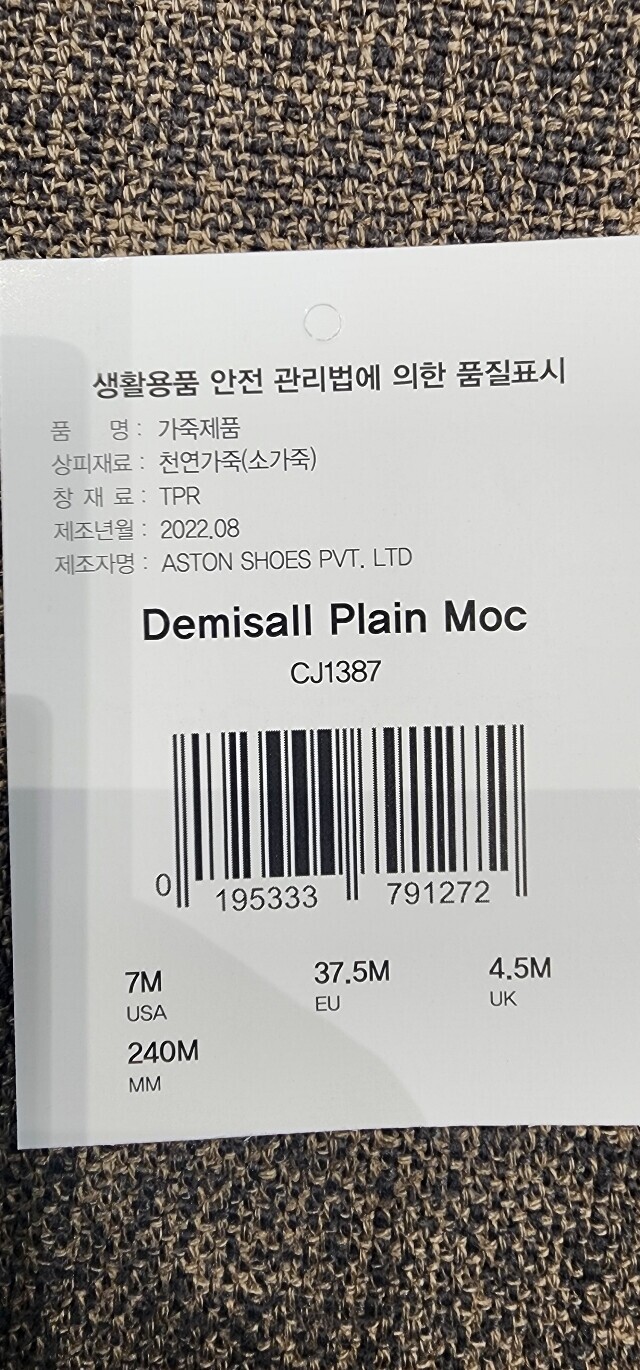 생활용품 안전 관리법에 의한 품질표시
품 명 : 가죽제품
상피재료 : 천연가죽(소가죽)
창 재 료 : TPR
제조년월 : 2022.08
제조자명 : ASTON SHOES PVT. LTD
Demisall Plain Moc
CJ1387
0 195333 791272
7M 37.5M 4.5M
USA EU UK
240M
MM